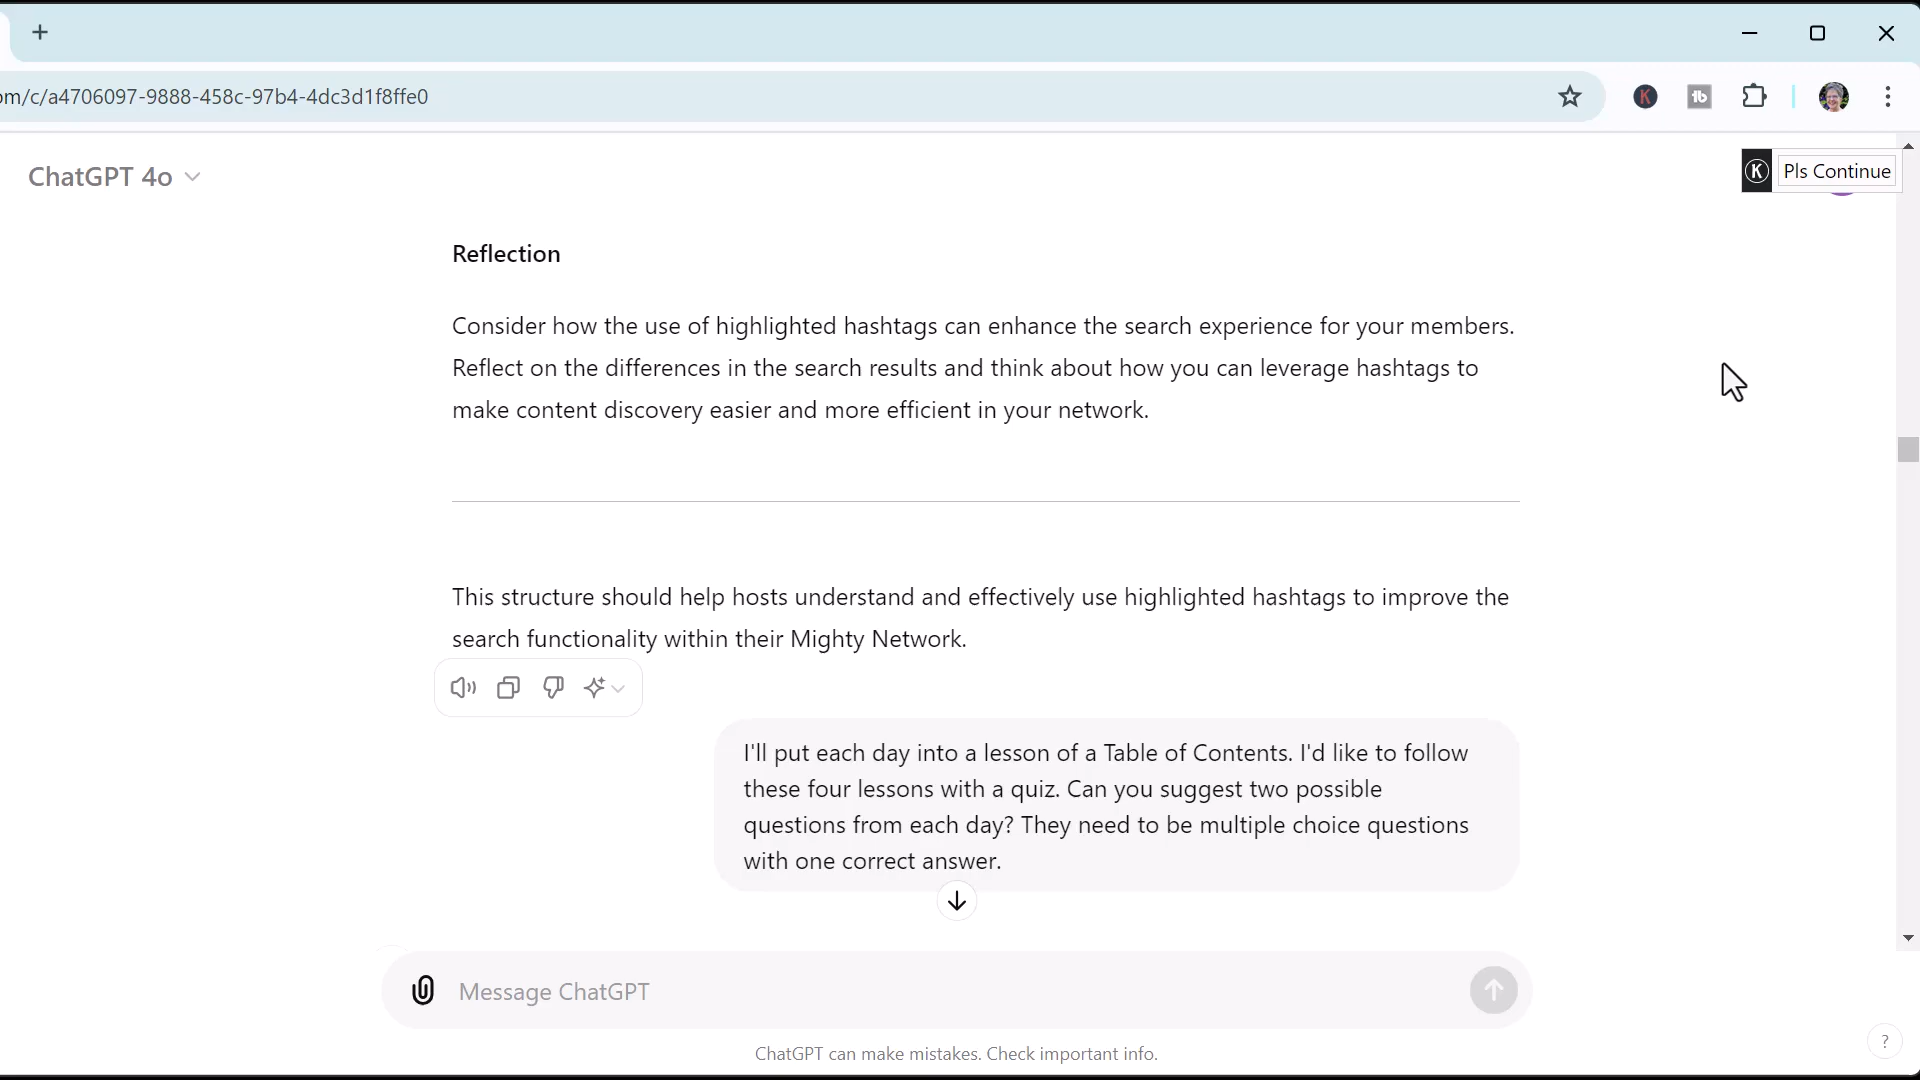 om/c/a4706097-9888-458c-97b4-4dc3d1f8ffe0
K
tb
ChatGPT 4o
K Pls Continue
Reflection
Consider how the use of highlighted hashtags can enhance the search experience for your members.
Reflect on the differences in the search results and think about how you can leverage hashtags to
make content discovery easier and more efficient in your network.
This structure should help hosts understand and effectively use highlighted hashtags to improve the
search functionality within their Mighty Network.
I'll put each day into a lesson of a Table of Contents. I'd like to follow
these four lessons with a quiz. Can you suggest two possible
questions from each day? They need to be multiple choice questions
with one correct answer.
Message ChatGPT
ChatGPT can make mistakes. Check important info.
?